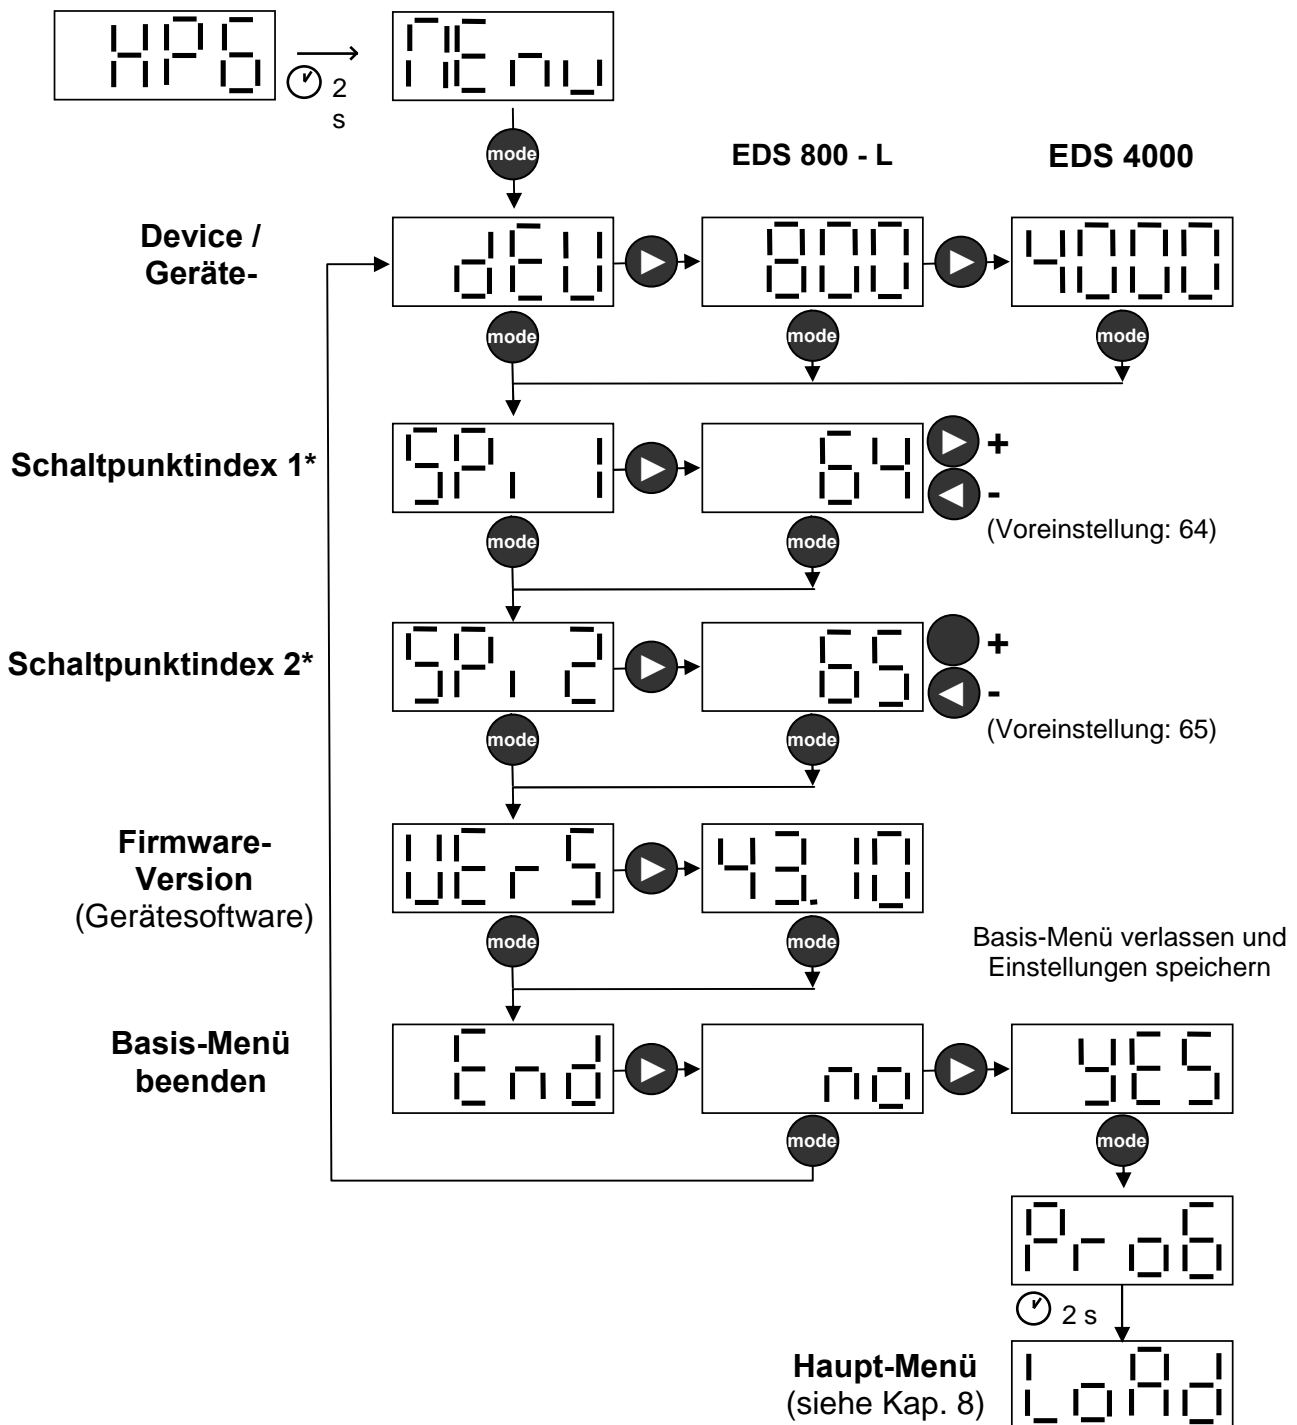 HPG
2
s
MEnu
mode
EDS 800 - L
EDS 4000
Device /
Geräte-
dEV
800
4000
mode
mode
mode
Schaltpunktindex 1*
SPi 1
64
+
-
(Voreinstellung: 64)
mode
mode
Schaltpunktindex 2*
SPi 2
65
+
-
(Voreinstellung: 65)
mode
mode
Firmware-
Version
(Gerätesoftware)
VErS
43.10
mode
mode
Basis-Menü verlassen und
Einstellungen speichern
Basis-Menü
beenden
End
no
yES
mode
mode
ProG
2 s
Haupt-Menü
(siehe Kap. 8)
LoAd